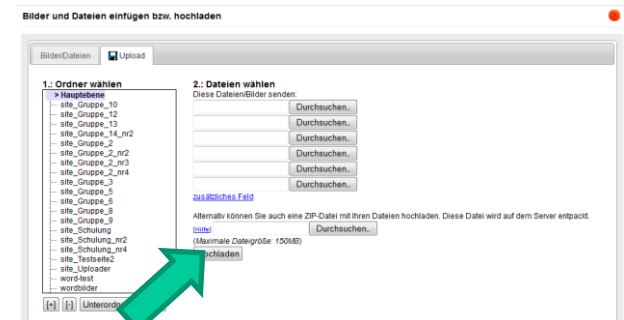 Bilder und Dateien einfügen bzw. hochladen
Bilder/Dateien
Upload
1.: Ordner wählen
> Hauptebene
site_Gruppe_10
site_Gruppe_12
site_Gruppe_13
site_Gruppe_14_nr2
site_Gruppe_2
site_Gruppe_2_nr2
site_Gruppe_2_nr3
site_Gruppe_2_nr4
site_Gruppe_3
site_Gruppe_5
site_Gruppe_6
site_Gruppe_8
site_Gruppe_9
site_Schulung
site_Schulung_nr2
site_Schulung_nr4
site_Testseite2
site_Uploader
word-test
wordbilder
[+] [-]
2.: Dateien wählen
Diese Dateien/Bilder senden:
Durchsuchen..
Durchsuchen..
Durchsuchen..
Durchsuchen..
Durchsuchen..
Durchsuchen..
zusätzliches Feld
Alternativ können Sie auch eine ZIP-Datei mit Ihren Dateien hochladen. Diese Datei wird auf dem Server entpackt.
[Hilfe]
Durchsuchen..
(Maximale Dateigröße: 150MB)